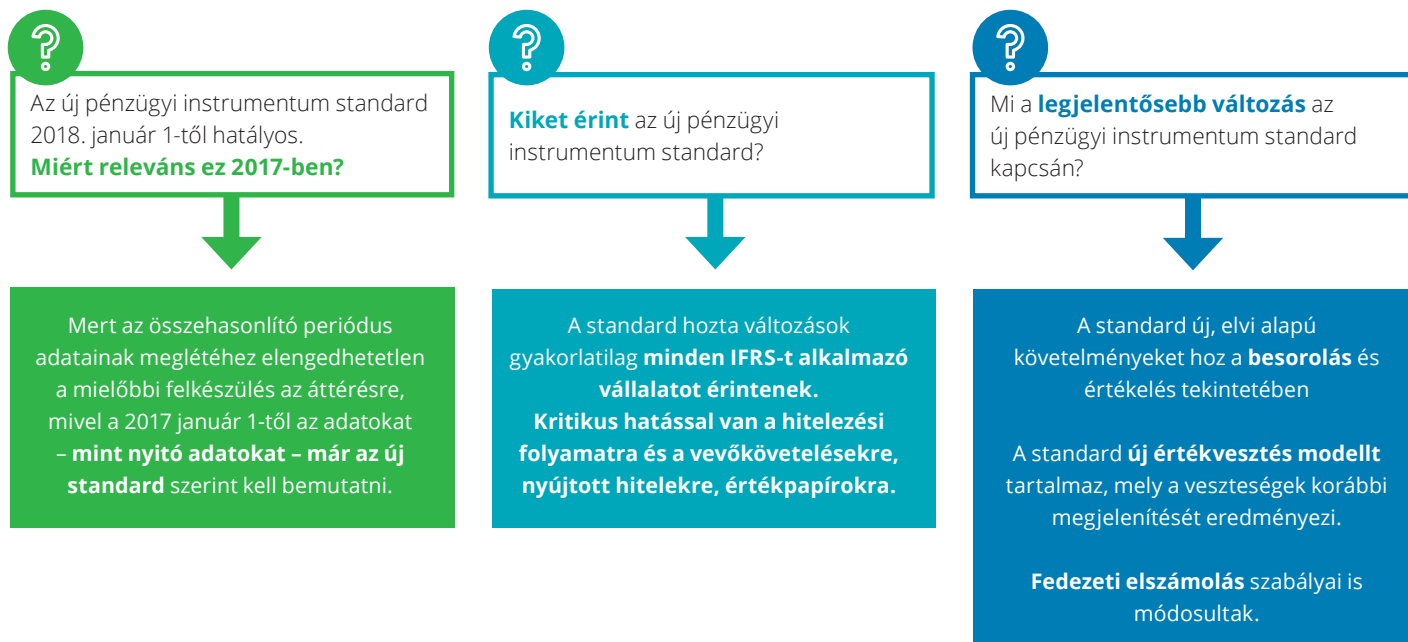 Az új pénzügyi instrumentum standard
2018. január 1-től hatályos.
Miért releváns ez 2017-ben?
Mert az összehasonlító periódus
adatainak meglétéhez elengedhetetlen
a mielőbbi felkészülés az áttérésre,
mivel a 2017 január 1-től az adatokat
– mint nyitó adatokat – már az új
standard szerint kell bemutatni.
Kiket érint az új pénzügyi
instrumentum standard?
A standard hozta változások
gyakorlatilag minden IFRS-t alkalmazó
vállalatot érintenek.
Kritikus hatással van a hitelezési
folyamatra és a vevőkövetelésekre,
nyújtott hitelekre, értékpapírokra.
Mi a legjelentősebb változás az
új pénzügyi instrumentum standard
kapcsán?
A standard új, elvi alapú
követelményeket hoz a besorolás és
értékelés tekintetében
A standard új értékvesztés modellt
tartalmaz, mely a veszteségek korábbi
megjelenítését eredményezi.
Fedezeti elszámolás szabályai is
módosultak.